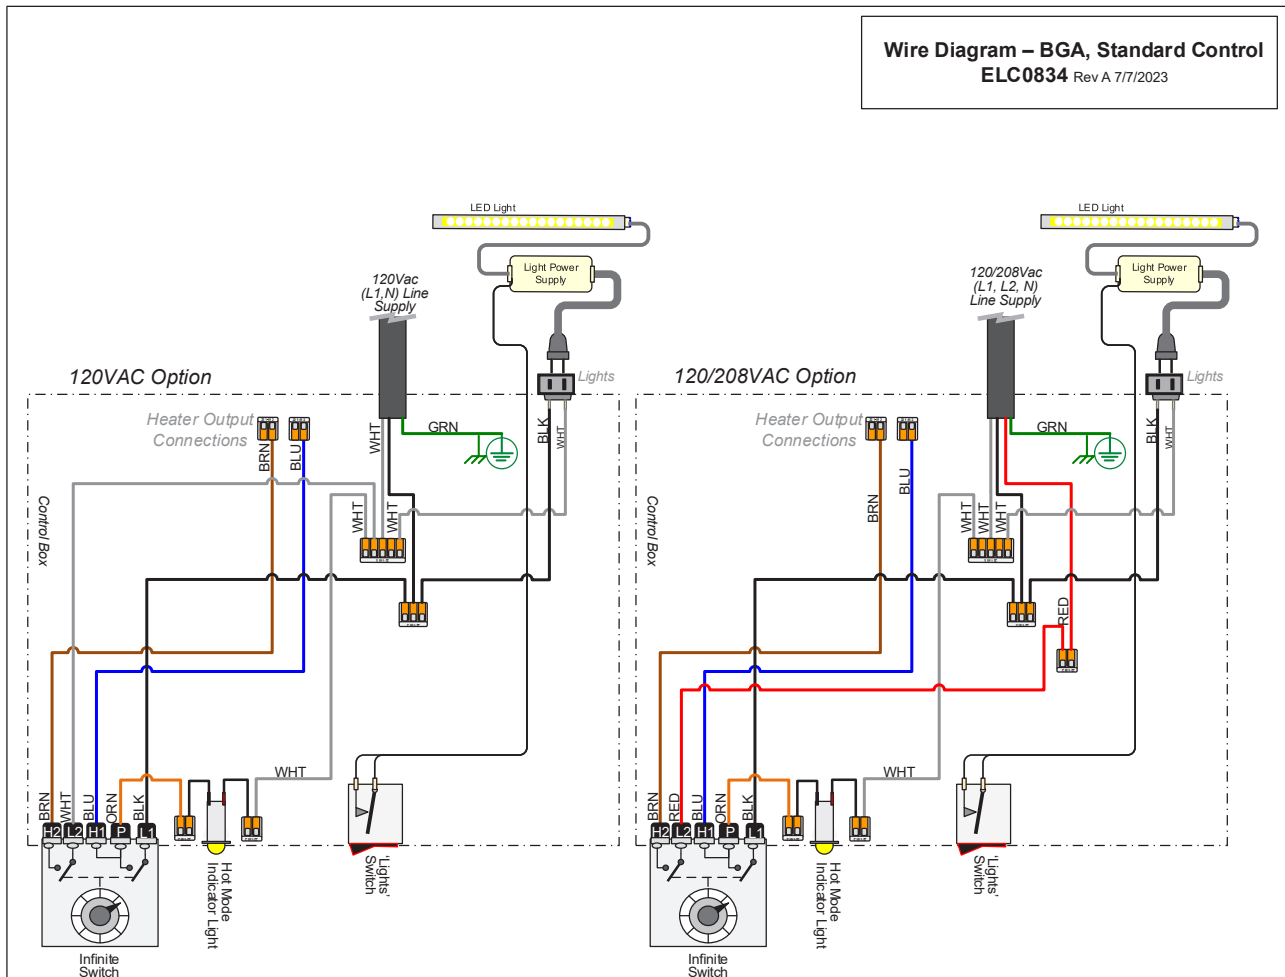 Wire Diagram – BGA, Standard Control
ELC0834 Rev A 7/7/2023
LED Light
Light Power
Supply
120Vac
(L1,N) Line
Supply
120VAC Option
Lights
Heater Output
Connections
BRN
BLU
WHT
GRN
BLK
WHT
Control Box
WHT
WHT
WHT
BRN
WHT
BLU
ORN
BLK
H2
L2
H1
P
L1
Hot Mode
Indicator Light
'Lights'
Switch
Infinite
Switch
LED Light
Light Power
Supply
120/208Vac
(L1, L2, N)
Line Supply
120/208VAC Option
Lights
Heater Output
Connections
BRN
BLU
GRN
BLK
WHT
Control Box
WHT
WHT
WHT
RED
WHT
BRN
RED
BLU
ORN
BLK
H2
L2
H1
P
L1
Hot Mode
Indicator Light
'Lights'
Switch
Infinite
Switch